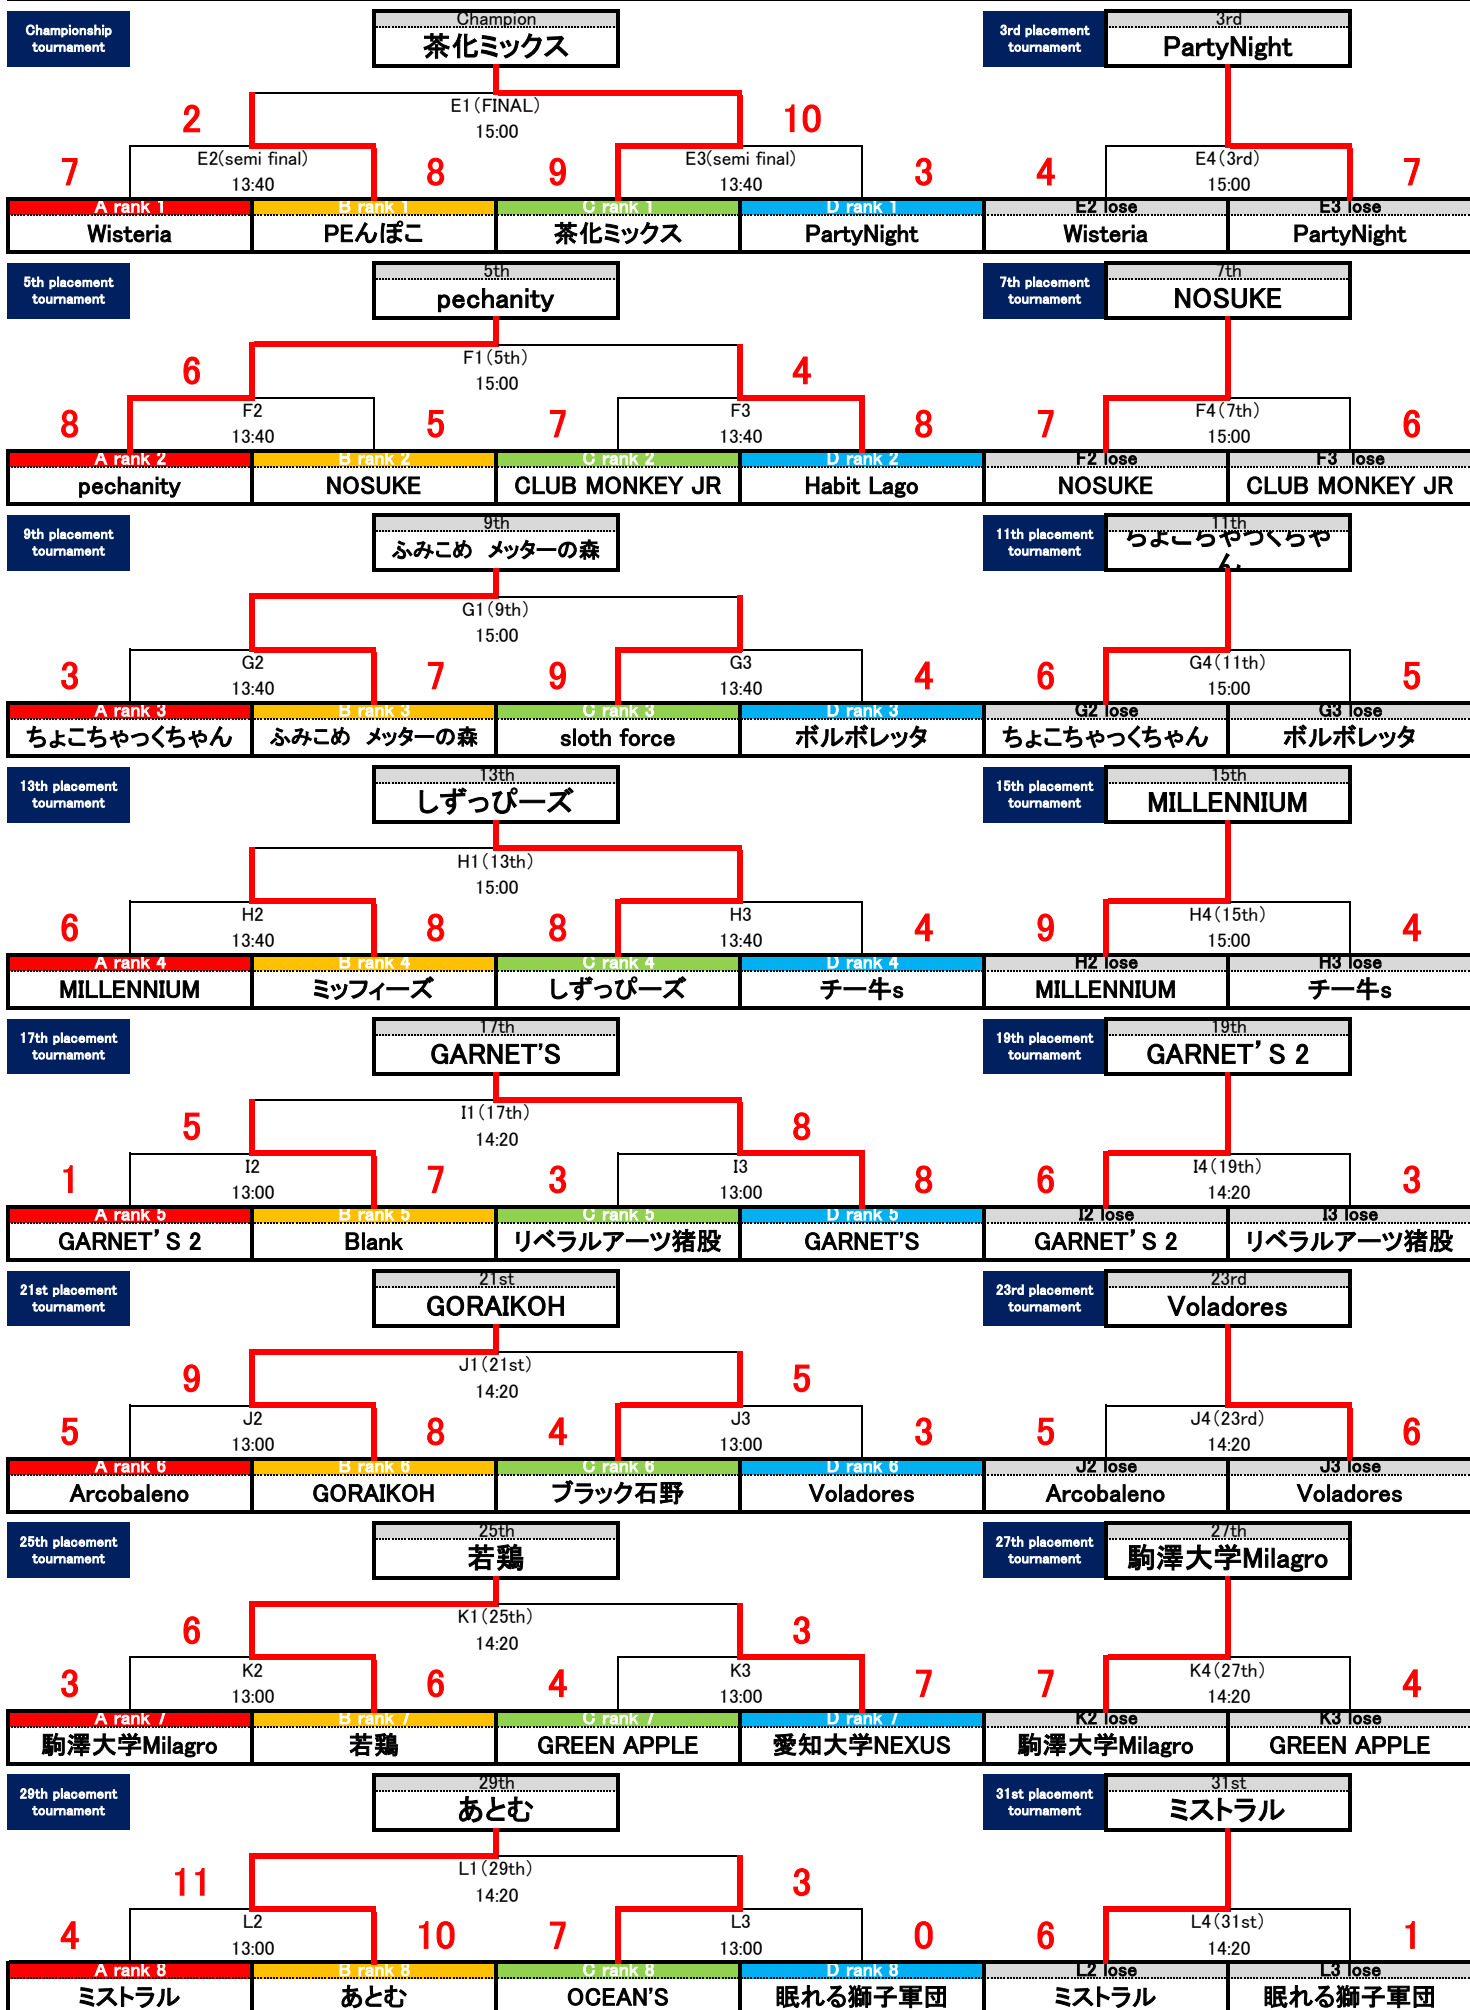 Championship
tournament
Champion
茶化ミックス
3rd placement
tournament
3rd
PartyNight
2
E1(FINAL)
15:00
10
7
E2(semi final)
13:40
8
9
E3(semi final)
13:40
3
4
E4(3rd)
15:00
7
A rank 1
B rank 1
C rank 1
D rank 1
E2 lose
E3 lose
Wisteria
PEんぽこ
茶化ミックス
PartyNight
Wisteria
PartyNight
5th placement
tournament
5th
pechanity
7th placement
tournament
7th
NOSUKE
6
F1(5th)
15:00
4
8
F2
13:40
5
7
F3
13:40
8
7
F4(7th)
15:00
6
A rank 2
B rank 2
C rank 2
D rank 2
F2 lose
F3 lose
pechanity
NOSUKE
CLUB MONKEY JR
Habit Lago
NOSUKE
CLUB MONKEY JR
9th placement
tournament
9th
ふみこめ メッターの森
11th placement
tournament
11th
ちょこちゃっくちゃ
ん
G1(9th)
15:00
3
G2
13:40
7
9
G3
13:40
4
6
G4(11th)
15:00
5
A rank 3
B rank 3
C rank 3
D rank 3
G2 lose
G3 lose
ちょこちゃっくちゃん
ふみこめ メッターの森
sloth force
ボルボレッタ
ちょこちゃっくちゃん
ボルボレッタ
13th placement
tournament
13th
しずっぴーズ
15th placement
tournament
15th
MILLENNIUM
H1(13th)
15:00
6
H2
13:40
8
8
H3
13:40
4
9
H4(15th)
15:00
4
A rank 4
B rank 4
C rank 4
D rank 4
H2 lose
H3 lose
MILLENNIUM
ミッフィーズ
しずっぴーズ
チー牛s
MILLENNIUM
チー牛s
17th placement
tournament
17th
GARNET'S
19th placement
tournament
19th
GARNET’S 2
5
I1(17th)
14:20
8
1
I2
13:00
7
3
I3
13:00
8
6
I4(19th)
14:20
3
A rank 5
B rank 5
C rank 5
D rank 5
I2 lose
I3 lose
GARNET’S 2
Blank
リベラルアーツ猪股
GARNET'S
GARNET’S 2
リベラルアーツ猪股
21st placement
tournament
21st
GORAIKOH
23rd placement
tournament
23rd
Voladores
9
J1(21st)
14:20
5
5
J2
13:00
8
4
J3
13:00
3
5
J4(23rd)
14:20
6
A rank 6
B rank 6
C rank 6
D rank 6
J2 lose
J3 lose
Arcobaleno
GORAIKOH
ブラック石野
Voladores
Arcobaleno
Voladores
25th placement
tournament
25th
若鶏
27th placement
tournament
27th
駒澤大学Milagro
6
K1(25th)
14:20
3
3
K2
13:00
6
4
K3
13:00
7
7
K4(27th)
14:20
4
A rank 7
B rank 7
C rank 7
D rank 7
K2 lose
K3 lose
駒澤大学Milagro
若鶏
GREEN APPLE
愛知大学NEXUS
駒澤大学Milagro
GREEN APPLE
29th placement
tournament
29th
あとむ
31st placement
tournament
31st
ミストラル
11
L1(29th)
14:20
3
4
L2
13:00
10
7
L3
13:00
0
6
L4(31st)
14:20
1
A rank 8
B rank 8
C rank 8
D rank 8
L2 lose
L3 lose
ミストラル
あとむ
OCEAN'S
眠れる獅子軍団
ミストラル
眠れる獅子軍団